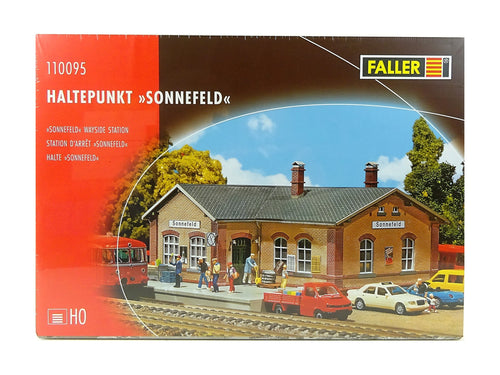 110095
FALLER
HALTEPUNKT »SONNEFELD«
»SONNEFELD« WAYSIDE STATION
STATION D'ARRÊT »SONNEFELD«
HALTE »SONNEFELD«
Sonnefeld
Sonnefeld
H0